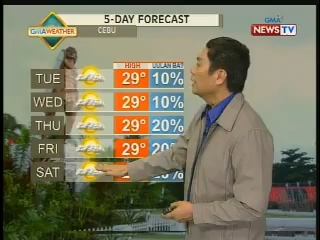 5-DAY FORECAST
GMA WEATHER
CEBU
GMA
NEWS TV
HIGH ULAN BA?
TUE 29° 10%
WED 29° 10%
THU 29° 20%
FRI 29° 20%
SAT